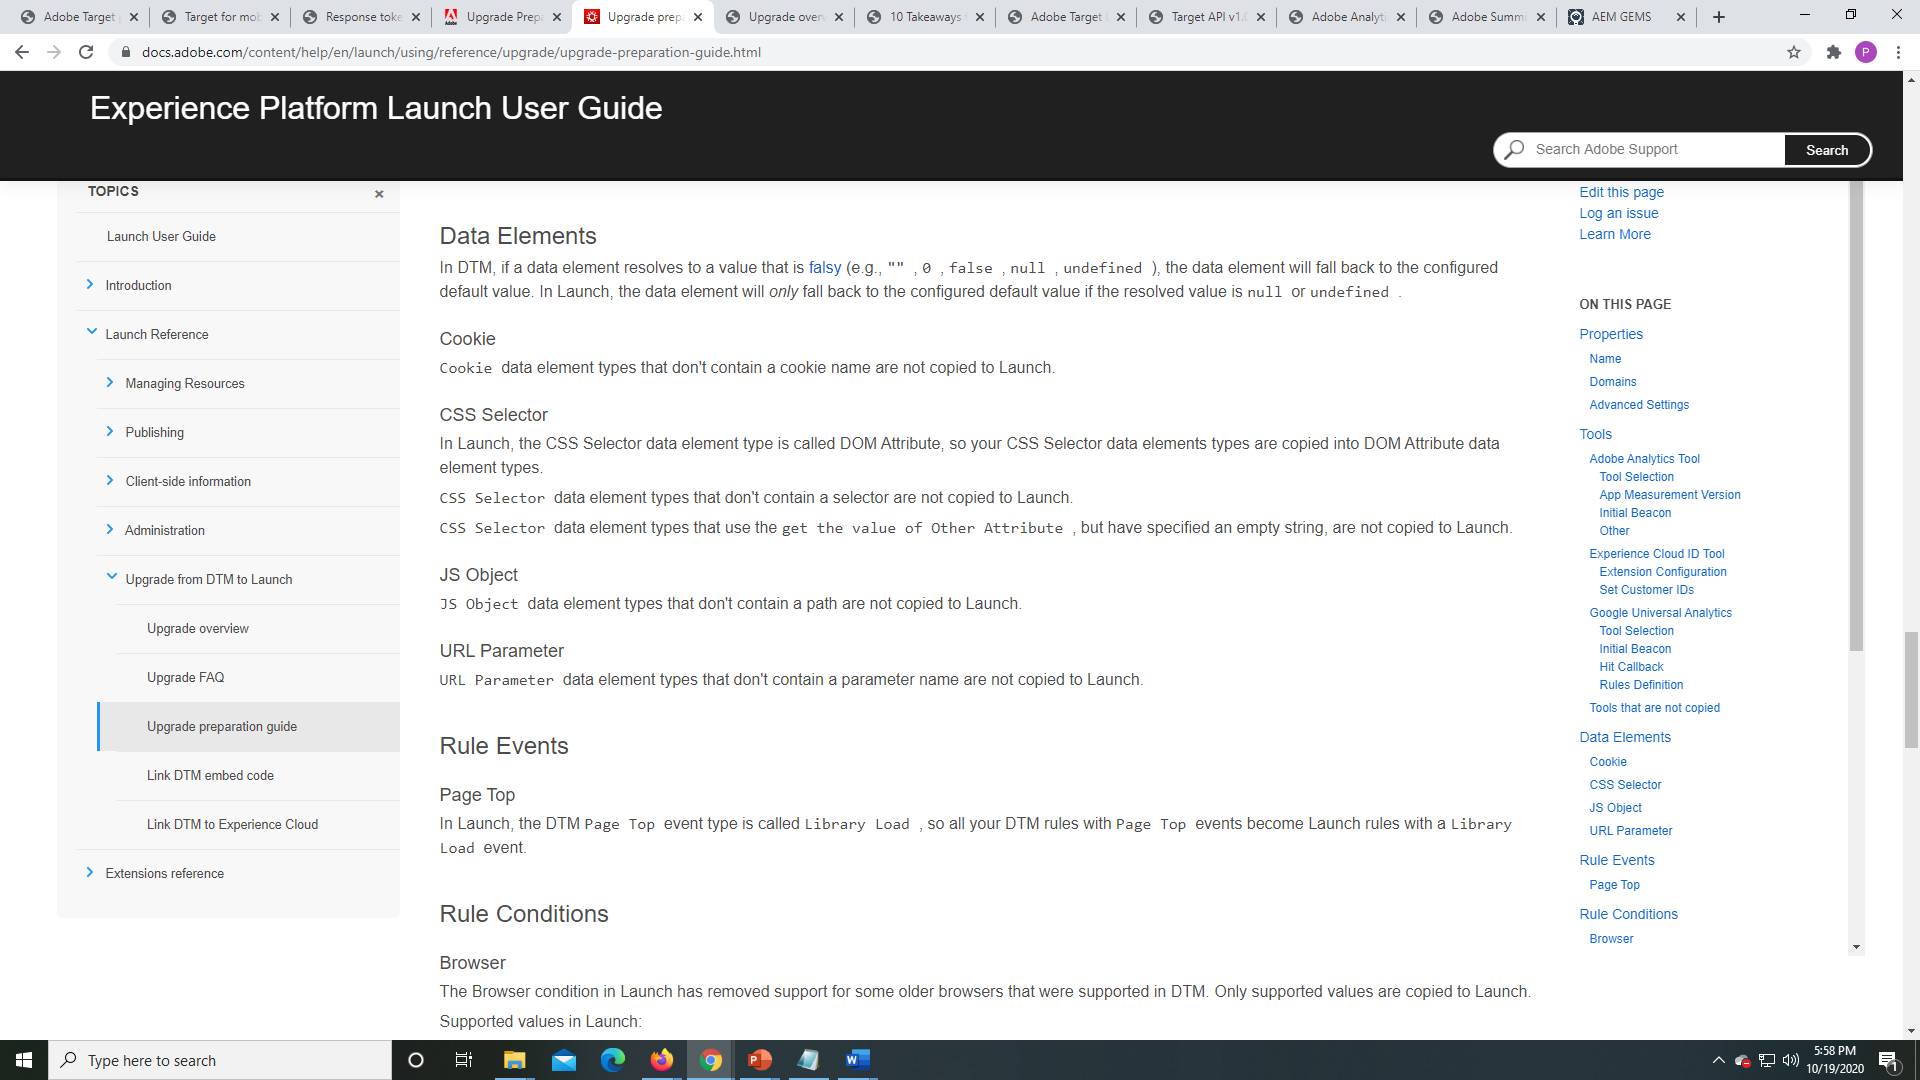 Adobe Target
Target for mob
Response toke
Upgrade Prepa
Upgrade prepa
Upgrade over
10 Takeaways
Adobe Target
Target API v1.
Adobe Analyti
Adobe Summi
AEM GEMS
docs.adobe.com/content/help/en/launch/using/reference/upgrade/upgrade-preparation-guide.html
P
Experience Platform Launch User Guide
Search Adobe Support
Search
TOPICS
Launch User Guide
Introduction
Launch Reference
Managing Resources
Publishing
Client-side information
Administration
Upgrade from DTM to Launch
Upgrade overview
Upgrade FAQ
Upgrade preparation guide
Link DTM embed code
Link DTM to Experience Cloud
Extensions reference
Data Elements
In DTM, if a data element resolves to a value that is falsy (e.g., "" , 0 , false , null , undefined ), the data element will fall back to the configured
default value. In Launch, the data element will only fall back to the configured default value if the resolved value is null or undefined .
Cookie
Cookie data element types that don't contain a cookie name are not copied to Launch.
CSS Selector
In Launch, the CSS Selector data element type is called DOM Attribute, so your CSS Selector data elements types are copied into DOM Attribute data
element types.
CSS Selector data element types that don't contain a selector are not copied to Launch.
CSS Selector data element types that use the get the value of Other Attribute , but have specified an empty string, are not copied to Launch.
JS Object
JS Object data element types that don't contain a path are not copied to Launch.
URL Parameter
URL Parameter data element types that don't contain a parameter name are not copied to Launch.
Rule Events
Page Top
In Launch, the DTM Page Top event type is called Library Load , so all your DTM rules with Page Top events become Launch rules with a Library
Load event.
Rule Conditions
Browser
The Browser condition in Launch has removed support for some older browsers that were supported in DTM. Only supported values are copied to Launch.
Supported values in Launch:
Edit this page
Log an issue
Learn More
ON THIS PAGE
Properties
Name
Domains
Advanced Settings
Tools
Adobe Analytics Tool
Tool Selection
App Measurement Version
Initial Beacon
Other
Experience Cloud ID Tool
Extension Configuration
Set Customer IDs
Google Universal Analytics
Tool Selection
Initial Beacon
Hit Callback
Rules Definition
Tools that are not copied
Data Elements
Cookie
CSS Selector
JS Object
URL Parameter
Rule Events
Page Top
Rule Conditions
Browser
Type here to search
5:58 PM
10/19/2020
1